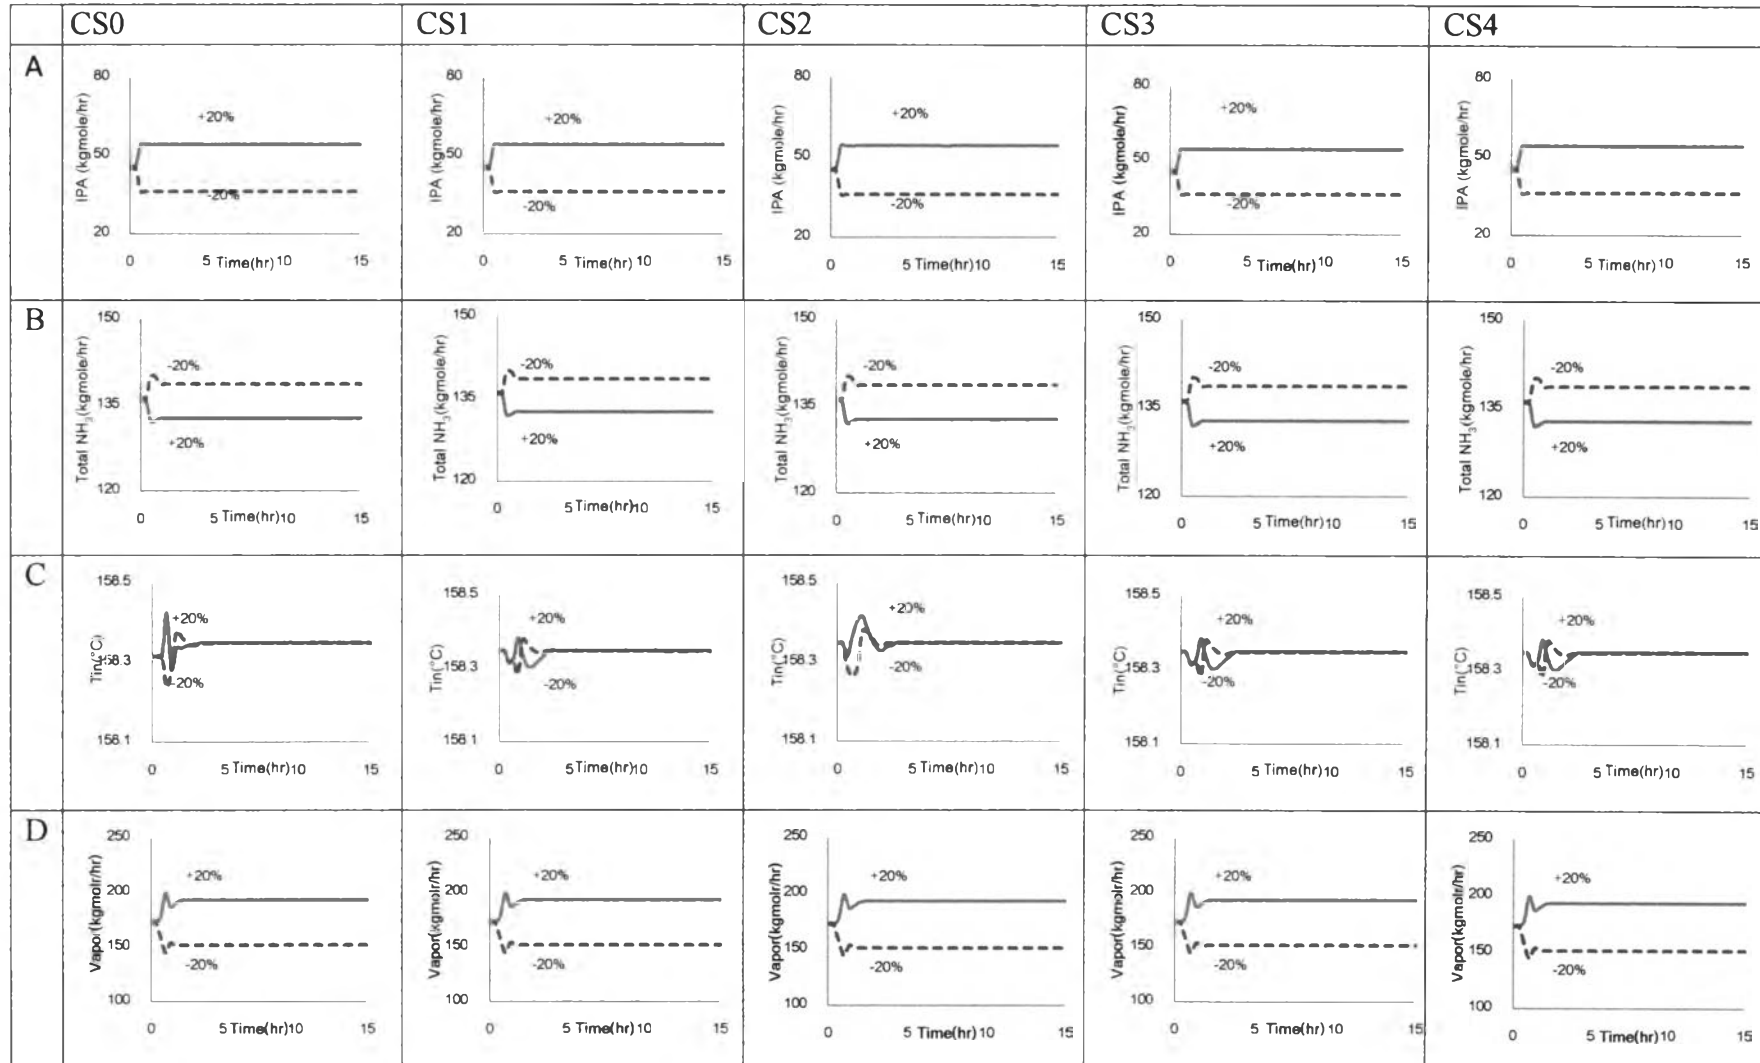 CS0 CS1 CS2 CS3 CS4
A
IPA (kgmole/hr)
80
50
20
+20%
-20%
0 5 Time(hr) 10 15
IPA (kgmole/hr)
80
50
20
+20%
-20%
0 5 Time(hr) 10 15
IPA (kgmole/hr)
80
50
20
+20%
-20%
0 5 Time(hr) 10 15
IPA (kgmole/hr)
80
50
20
+20%
-20%
0 5 Time(hr) 10 15
IPA (kgmole/hr)
80
50
20
+20%
-20%
0 5 Time(hr) 10 15
B
Total NH3(kgmole/hr)
150
135
120
-20%
+20%
0 5 Time(hr) 10 15
Total NH3(kgmole/hr)
150
135
120
-20%
+20%
0 5 Time(hr) 10 15
Total NH3(kgmole/hr)
150
135
120
-20%
+20%
0 5 Time(hr) 10 15
Total NH3(kgmole/hr)
150
135
120
-20%
+20%
0 5 Time(hr) 10 15
Total NH3(kgmole/hr)
150
135
120
-20%
+20%
0 5 Time(hr) 10 15
C
Tin(°C)
158.5
158.3
158.1
+20%
-20%
0 5 Time(hr) 10 15
Tin(°C)
158.5
158.3
158.1
+20%
-20%
0 5 Time(hr) 10 15
Tin(°C)
158.5
158.3
158.1
+20%
-20%
0 5 Time(hr) 10 15
Tin(°C)
158.5
158.3
158.1
+20%
-20%
0 5 Time(hr) 10 15
Tin(°C)
158.5
158.3
158.1
+20%
-20%
0 5 Time(hr) 10 15
D
Vapor(kgmolr/hr)
250
200
150
100
+20%
-20%
0 5 Time(hr) 10 15
Vapor(kgmolr/hr)
250
200
150
100
+20%
-20%
0 5 Time(hr) 10 15
Vapor(kgmolr/hr)
250
200
150
100
+20%
-20%
0 5 Time(hr) 10 15
Vapor(kgmolr/hr)
250
200
150
100
+20%
-20%
0 5 Time(hr) 10 15
Vapor(kgmolr/hr)
250
200
150
100
+20%
-20%
0 5 Time(hr) 10 15